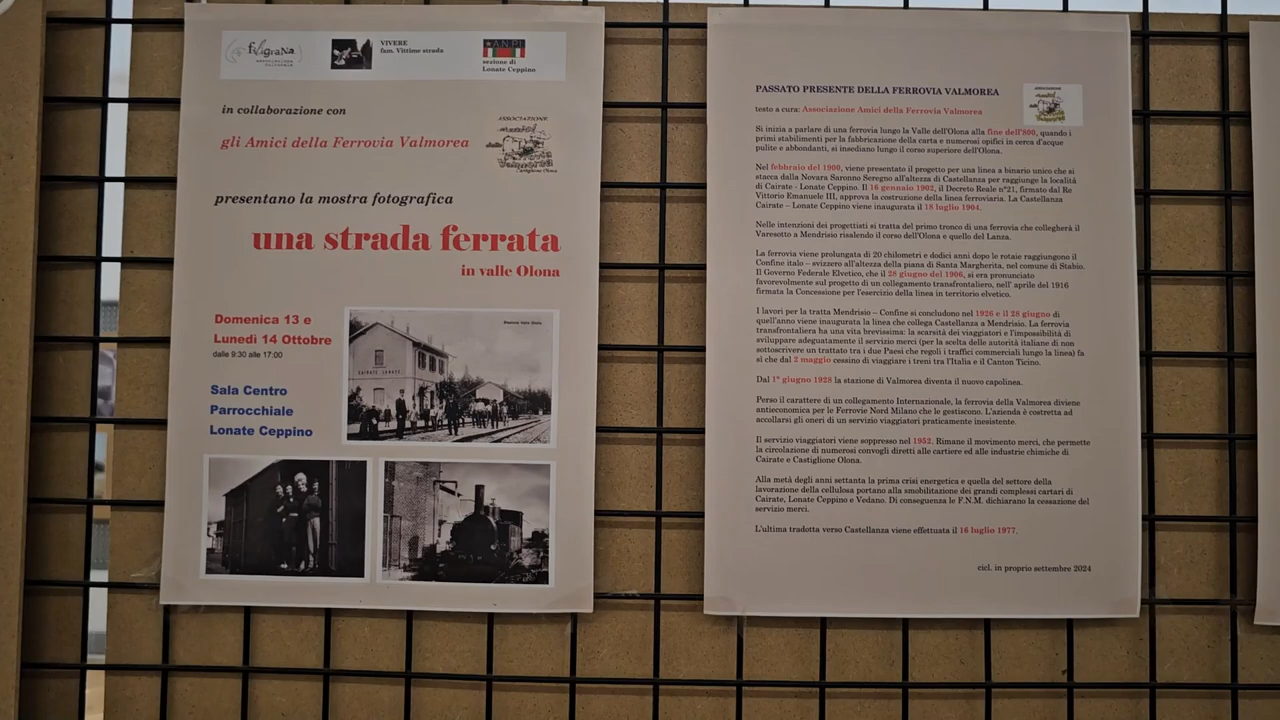 filigrana
associazione
culturale
VIVERE
fam. Vittime strada
A.N.P.I.
sezione di
Lonate Ceppino
in collaborazione con
gli Amici della Ferrovia Valmorea
ASSOCIAZIONE
Castiglione Olona
presentano la mostra fotografica
una strada ferrata
in valle Olona
Domenica 13 e
Lunedì 14 Ottobre
dalle 9:30 alle 17:00
Sala Centro
Parrocchiale
Lonate Ceppino
CAIRATE LONATE
PASSATO PRESENTE DELLA FERROVIA VALMOREA
testo a cura: Associazione Amici della Ferrovia Valmorea
Si inizia a parlare di una ferrovia lungo la Valle dell'Olona alla fine dell'800, quando i
primi stabilimenti per la fabbricazione della carta e numerosi opifici in cerca d'acque
pulite e abbondanti, si insediano lungo il corso superiore dell'Olona.
Nel febbraio del 1900, viene presentato il progetto per una linea a binario unico che si
stacca dalla Novara Saronno Seregno all'altezza di Castellanza per raggiunge la località
di Cairate - Lonate Ceppino. Il 16 gennaio 1902, il Decreto Reale n°21, firmato dal Re
Vittorio Emanuele III, approva la costruzione della linea ferroviaria. La Castellanza
Cairate – Lonate Ceppino viene inaugurata il 18 luglio 1904.
Nelle intenzioni dei progettisti si tratta del primo tronco di una ferrovia che collegherà il
Varesotto a Mendrisio risalendo il corso dell'Olona e quello del Lanza.
La ferrovia viene prolungata di 20 chilometri e dodici anni dopo le rotaie raggiungono il
Confine italo – svizzero all'altezza della piana di Santa Margherita, nel comune di Stabio.
Il Governo Federale Elvetico, che il 28 giugno del 1906, si era pronunciato
favorevolmente sul progetto di un collegamento transfrontaliero, nell' aprile del 1916
firmata la Concessione per l'esercizio della linea in territorio elvetico.
I lavori per la tratta Mendrisio – Confine si concludono nel 1926 e il 28 giugno di
quell'anno viene inaugurata la linea che collega Castellanza a Mendrisio. La ferrovia
transfrontaliera ha una vita brevissima: la scarsità dei viaggiatori e l'impossibilità di
sviluppare adeguatamente il servizio merci (per la scelta delle autorità italiane di non
sottoscrivere un trattato tra i due Paesi che regoli i traffici commerciali lungo la linea) fa
sì che dal 2 maggio cessino di viaggiare i treni tra l'Italia e il Canton Ticino.
Dal 1° giugno 1928 la stazione di Valmorea diventa il nuovo capolinea.
Perso il carattere di un collegamento Internazionale, la ferrovia della Valmorea diviene
antieconomica per le Ferrovie Nord Milano che le gestiscono. L'azienda è costretta ad
accollarsi gli oneri di un servizio viaggiatori praticamente inesistente.
Il servizio viaggiatori viene soppresso nel 1952. Rimane il movimento merci, che permette
la circolazione di numerosi convogli diretti alle cartiere ed alle industrie chimiche di
Cairate e Castiglione Olona.
Alla metà degli anni settanta la prima crisi energetica e quella del settore della
lavorazione della cellulosa portano alla smobilitazione dei grandi complessi cartari di
Cairate, Lonate Ceppino e Vedano. Di conseguenza le F.N.M. dichiarano la cessazione del
servizio merci.
L'ultima tradotta verso Castellanza viene effettuata il 16 luglio 1977.
cicl. in proprio settembre 2024